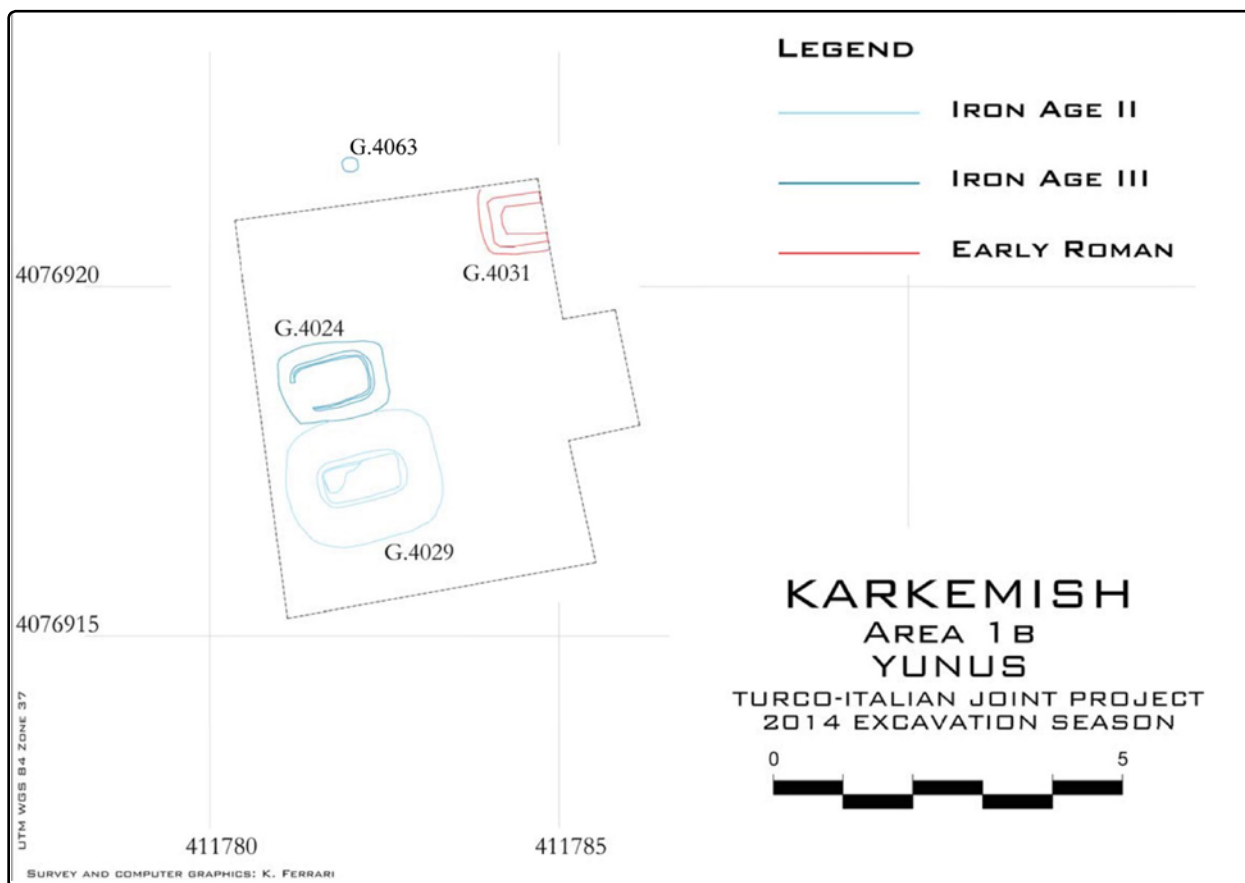 LEGEND
IRON AGE II
IRON AGE III
EARLY ROMAN
G.4063
G.4031
4076920
G.4024
G.4029
4076915
KARKEMISH
AREA 1B
YUNUS
TURCO-ITALIAN JOINT PROJECT
2014 EXCAVATION SEASON
0 5
411780 411785
UTM WGS 84 ZONE 37
SURVEY AND COMPUTER GRAPHICS: K. FERRARI